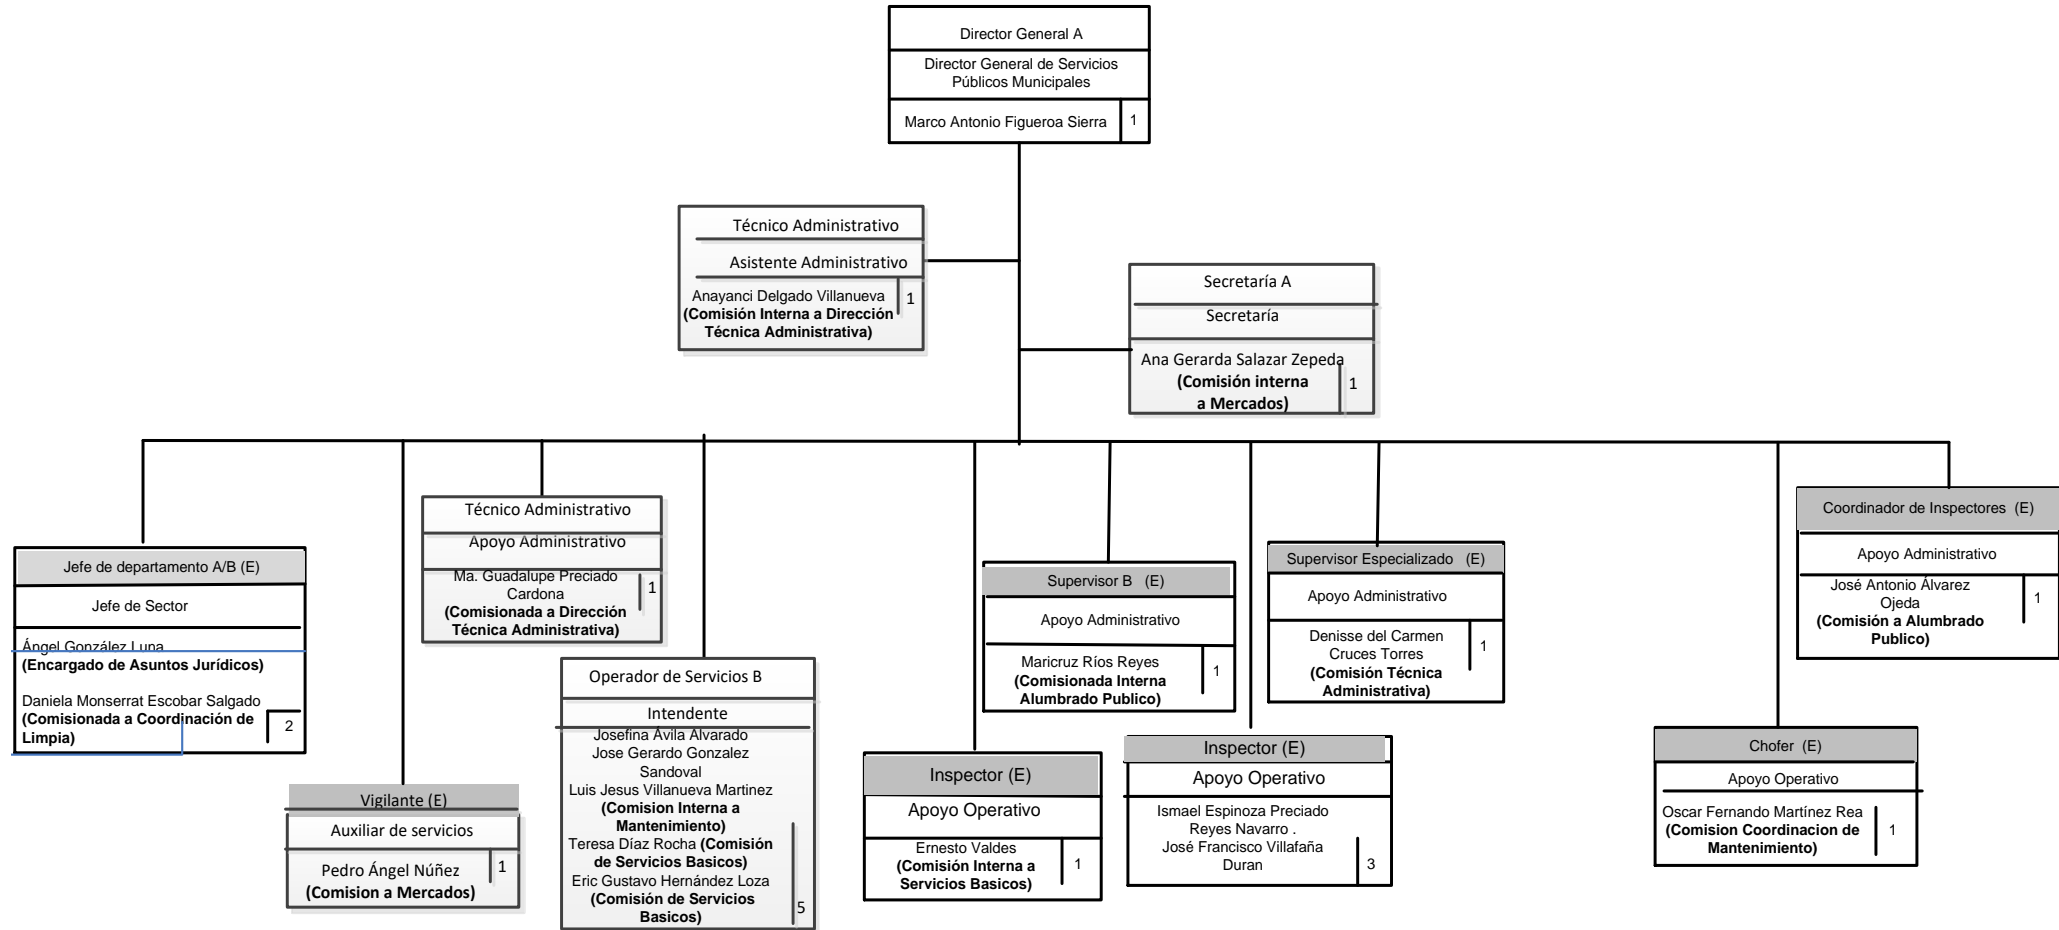 Director General A
Director General de Servicios
Públicos Municipales
Marco Antonio Figueroa Sierra
1
Técnico Administrativo
Asistente Administrativo
Anayanci Delgado Villanueva
(Comisión Interna a Dirección
Técnica Administrativa)
1
Secretaría A
Secretaría
Ana Gerarda Salazar Zepeda
(Comisión interna
a Mercados)
1
Jefe de departamento A/B (E)
Jefe de Sector
Ángel González Luna
(Encargado de Asuntos Jurídicos)
Daniela Monserrat Escobar Salgado
(Comisionada a Coordinación de
Limpia)
2
Vigilante (E)
Auxiliar de servicios
Pedro Ángel Núñez
(Comision a Mercados)
1
Técnico Administrativo
Apoyo Administrativo
Ma. Guadalupe Preciado
Cardona
(Comisionada a Dirección
Técnica Administrativa)
1
Operador de Servicios B
Intendente
Josefina Ávila Alvarado
Jose Gerardo Gonzalez
Sandoval
Luis Jesus Villanueva Martinez
(Comision Interna a
Mantenimiento)
Teresa Díaz Rocha (Comisión
de Servicios Basicos)
Eric Gustavo Hernández Loza
(Comisión de Servicios
Basicos)
5
Inspector (E)
Apoyo Operativo
Ernesto Valdes
(Comisión Interna a
Servicios Basicos)
1
Supervisor B (E)
Apoyo Administrativo
Maricruz Ríos Reyes
(Comisionada Interna
Alumbrado Publico)
1
Inspector (E)
Apoyo Operativo
Ismael Espinoza Preciado
Reyes Navarro .
José Francisco Villafaña
Duran
3
Supervisor Especializado (E)
Apoyo Administrativo
Denisse del Carmen
Cruces Torres
(Comisión Técnica
Administrativa)
1
Chofer (E)
Apoyo Operativo
Oscar Fernando Martínez Rea
(Comision Coordinacion de
Mantenimiento)
1
Coordinador de Inspectores (E)
Apoyo Administrativo
José Antonio Álvarez
Ojeda
(Comisión a Alumbrado
Publico)
1